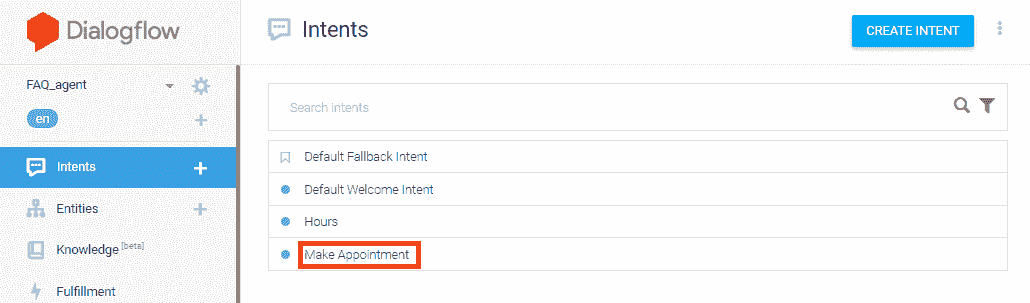 Dialogflow
FAQ_agent
en
Intents
Entities
Knowledge [beta]
Fulfillment
Intents
CREATE INTENT
Search intents
Default Fallback Intent
Default Welcome Intent
Hours
Make Appointment